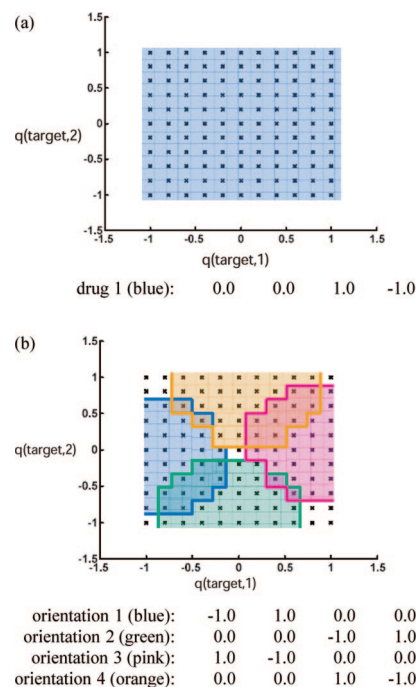 (a)
1.5
1
0.5
q(target,2)
0
-0.5
-1
-1.5
-1.5 -1 -0.5 0 0.5 1 1.5
q(target,1)
drug 1 (blue): 0.0 0.0 1.0 -1.0
(b)
1.5
1
0.5
q(target,2)
0
-0.5
-1
-1.5
-1.5 -1 -0.5 0 0.5 1 1.5
q(target,1)
orientation 1 (blue): -1.0 1.0 0.0 0.0
orientation 2 (green): 0.0 0.0 -1.0 1.0
orientation 3 (pink): 1.0 -1.0 0.0 0.0
orientation 4 (orange): 0.0 0.0 1.0 -1.0